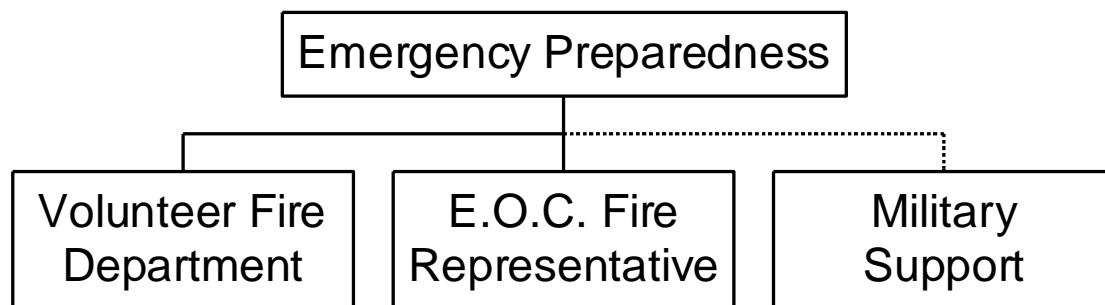 Emergency Preparedness
Volunteer Fire
Department
E.O.C. Fire
Representative
Military
Support